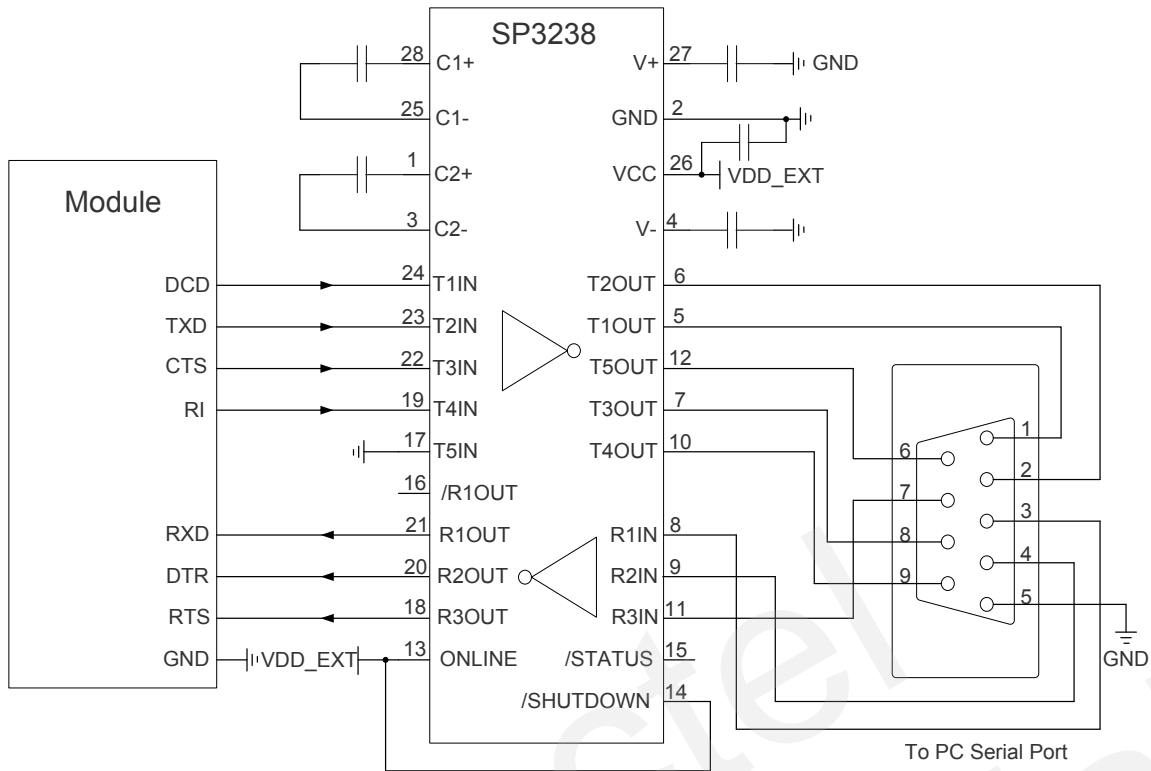 SP3238
28 C1+ V+ 27 GND
25 C1- GND 2
1 C2+ VCC 26 VDD_EXT
3 C2- V- 4
Module
DCD 24 T1IN T2OUT 6
TXD 23 T2IN T1OUT 5
CTS 22 T3IN T5OUT 12
RI 19 T4IN T3OUT 7
17 T5IN T4OUT 10
16 /R1OUT
RXD 21 R1OUT R1IN 8
DTR 20 R2OUT R2IN 9
RTS 18 R3OUT R3IN 11
GND VDD_EXT 13 ONLINE /STATUS 15
/SHUTDOWN 14
1
6
2
7
3
8
4
9
5
GND
To PC Serial Port